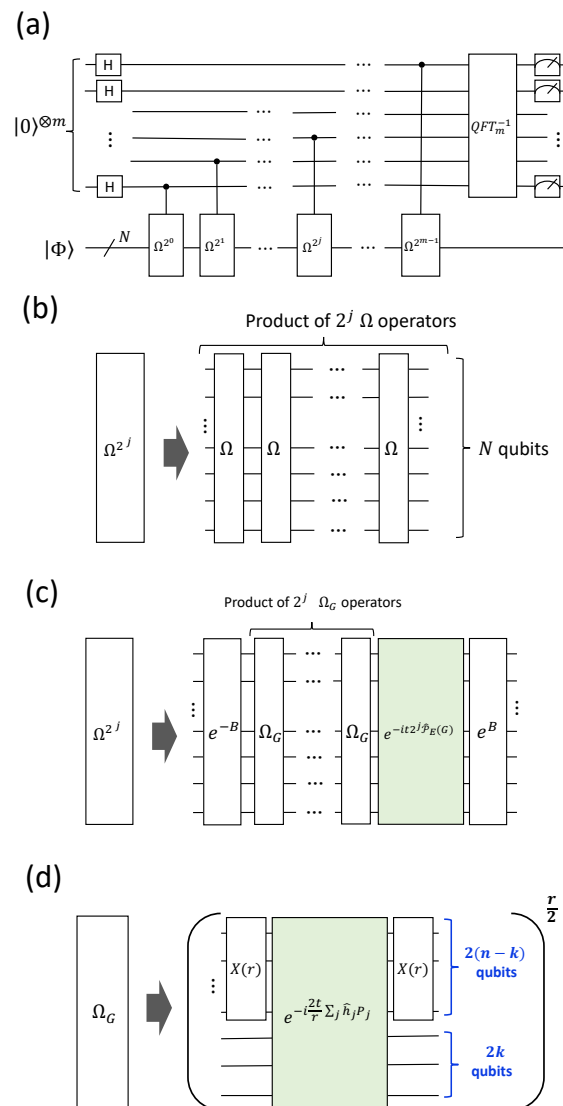 (a)
H
H
|0⟩^{⊗m}
⋮
H
...
...
...
...
...
...
...
...
...
...
QFT_m^{-1}
⋮
|Φ⟩
N
Ω^{2^0}
Ω^{2^1}
...
Ω^{2^j}
...
Ω^{2^{m-1}}
(b)
Product of 2^j Ω operators
Ω^{2^j}
⋮
Ω
Ω
...
...
...
...
...
...
Ω
⋮
N qubits
(c)
Product of 2^j Ω_G operators
Ω^{2^j}
⋮
e^{-B}
Ω_G
...
...
...
...
...
...
Ω_G
e^{-it2^j \hat{P}_E(G)}
e^B
⋮
(d)
Ω_G
r/2
⋮
X(r)
e^{-i\frac{2t}{r}\sum_j \hat{h}_j P_j}
X(r)
2(n − k)
qubits
2k
qubits